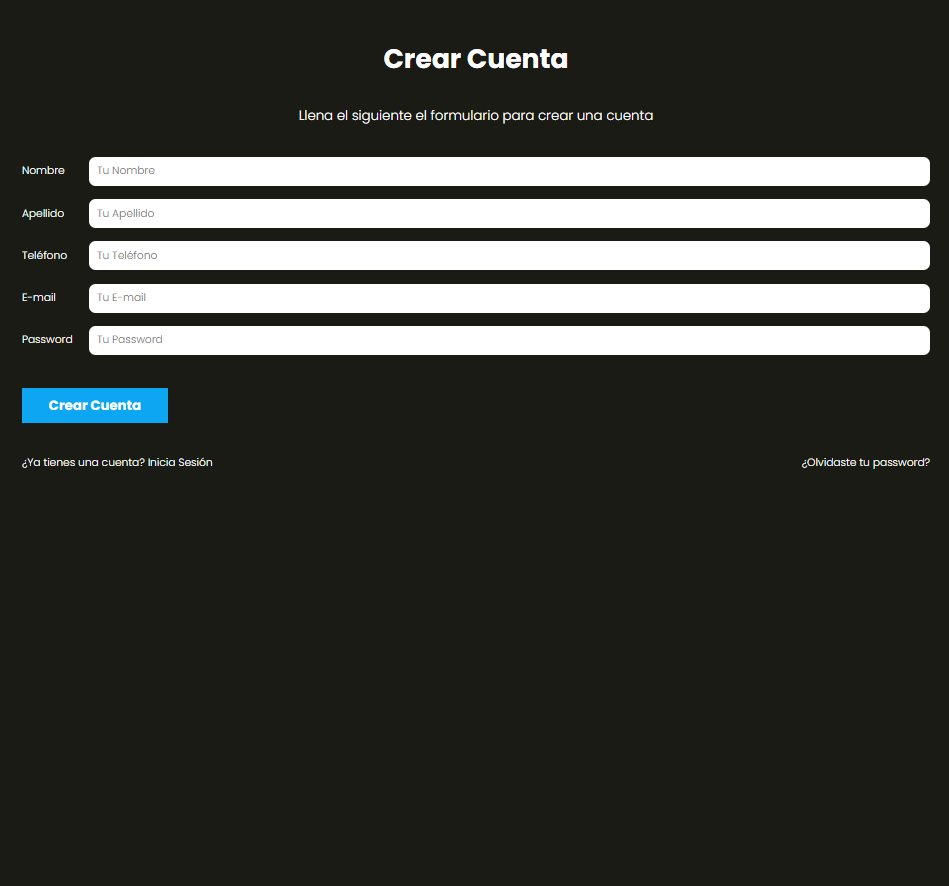 Crear Cuenta
Llena el siguiente el formulario para crear una cuenta
Nombre Tu Nombre
Apellido Tu Apellido
Teléfono Tu Teléfono
E-mail Tu E-mail
Password Tu Password
Crear Cuenta
¿Ya tienes una cuenta? Inicia Sesión ¿Olvidaste tu password?